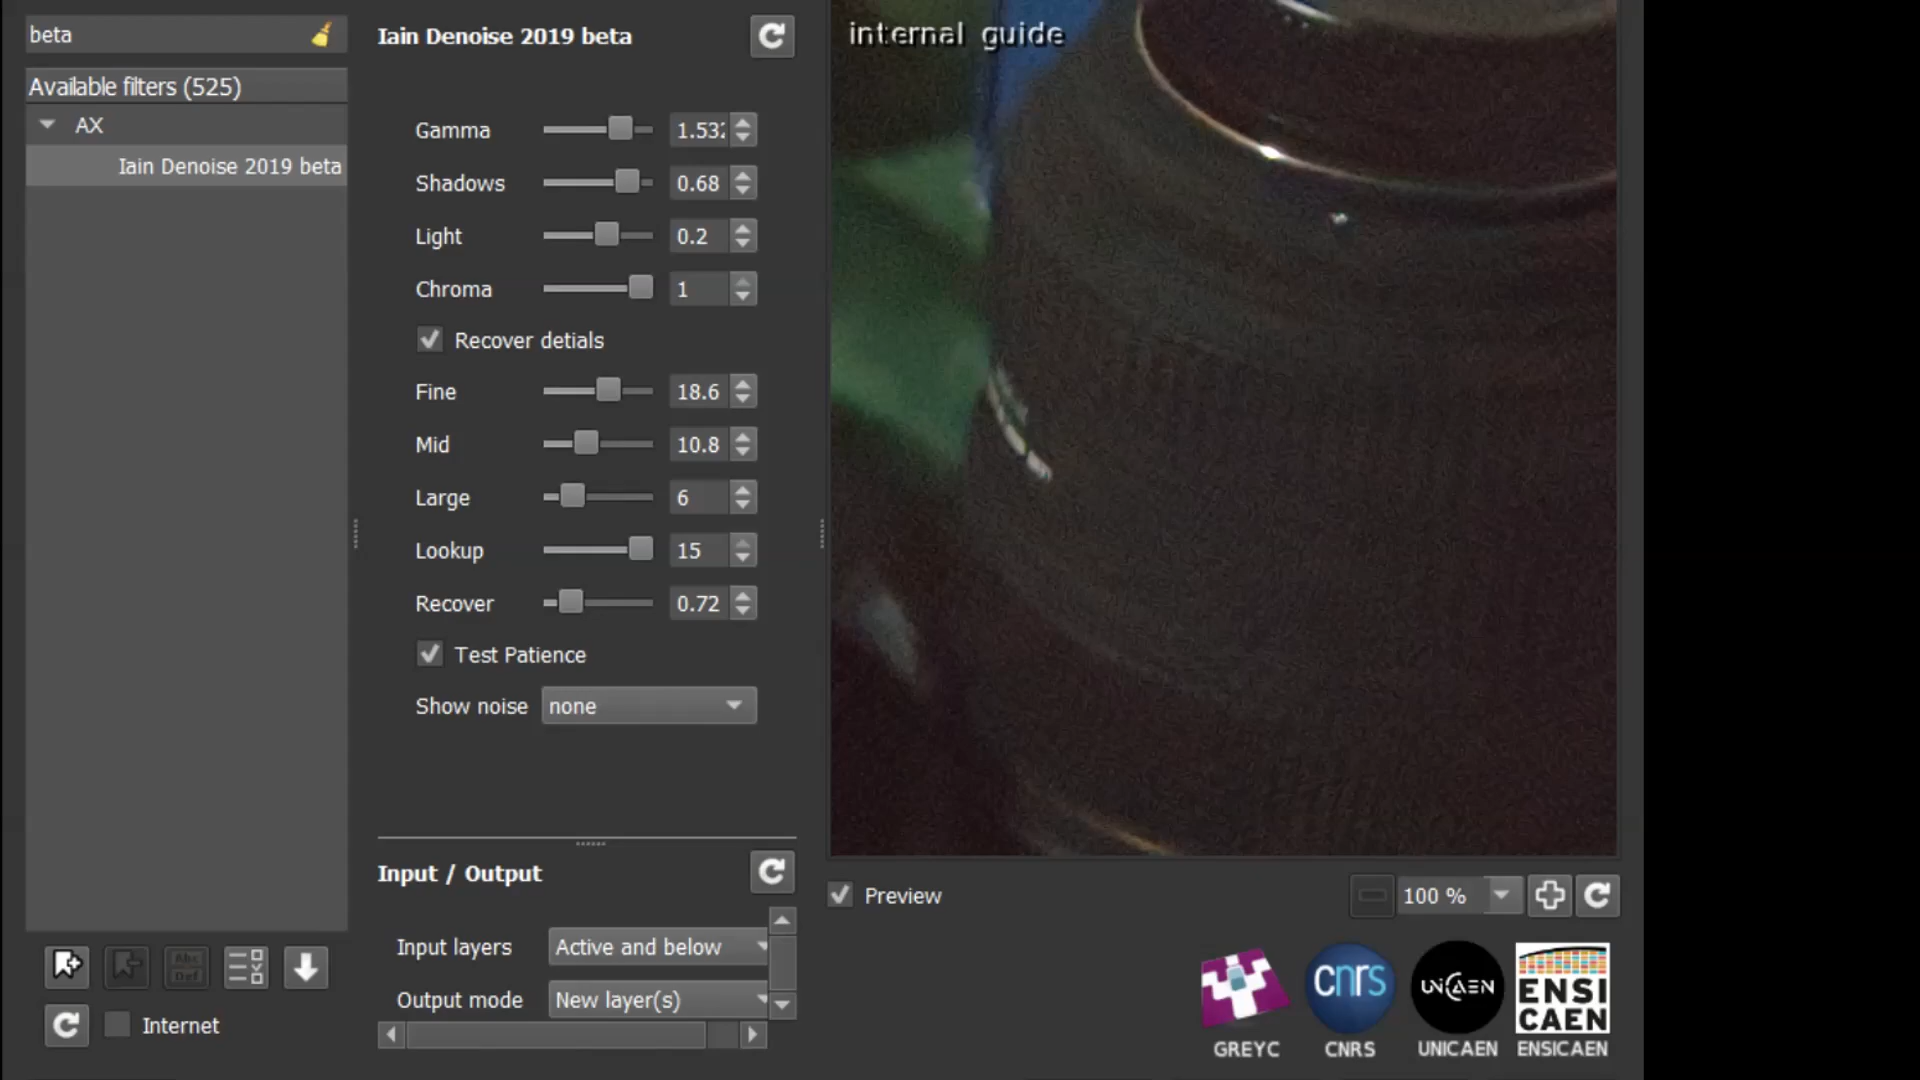 beta
Available filters (525)
AX
Iain Denoise 2019 beta
Iain Denoise 2019 beta
Gamma 1.532
Shadows 0.68
Light 0.2
Chroma 1
Recover detials
Fine 18.6
Mid 10.8
Large 6
Lookup 15
Recover 0.72
Test Patience
Show noise none
Input / Output
Input layers Active and below
Output mode New layer(s)
Internet
internal guide
Preview
100 %
cnrs
UNICAEN
ENSI
CAEN
GREYC
CNRS
UNICAEN
ENSICAEN